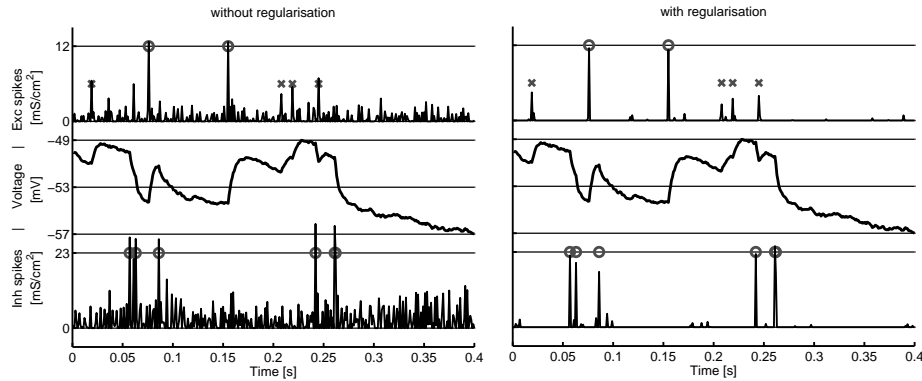 without regularisation
with regularisation
Exc spikes
[mS/cm²]
12
0
Voltage
[mV]
−49
−53
−57
Inh spikes
[mS/cm²]
23
0
0 0.05 0.1 0.15 0.2 0.25 0.3 0.35 0.4
Time [s]
0 0.05 0.1 0.15 0.2 0.25 0.3 0.35 0.4
Time [s]